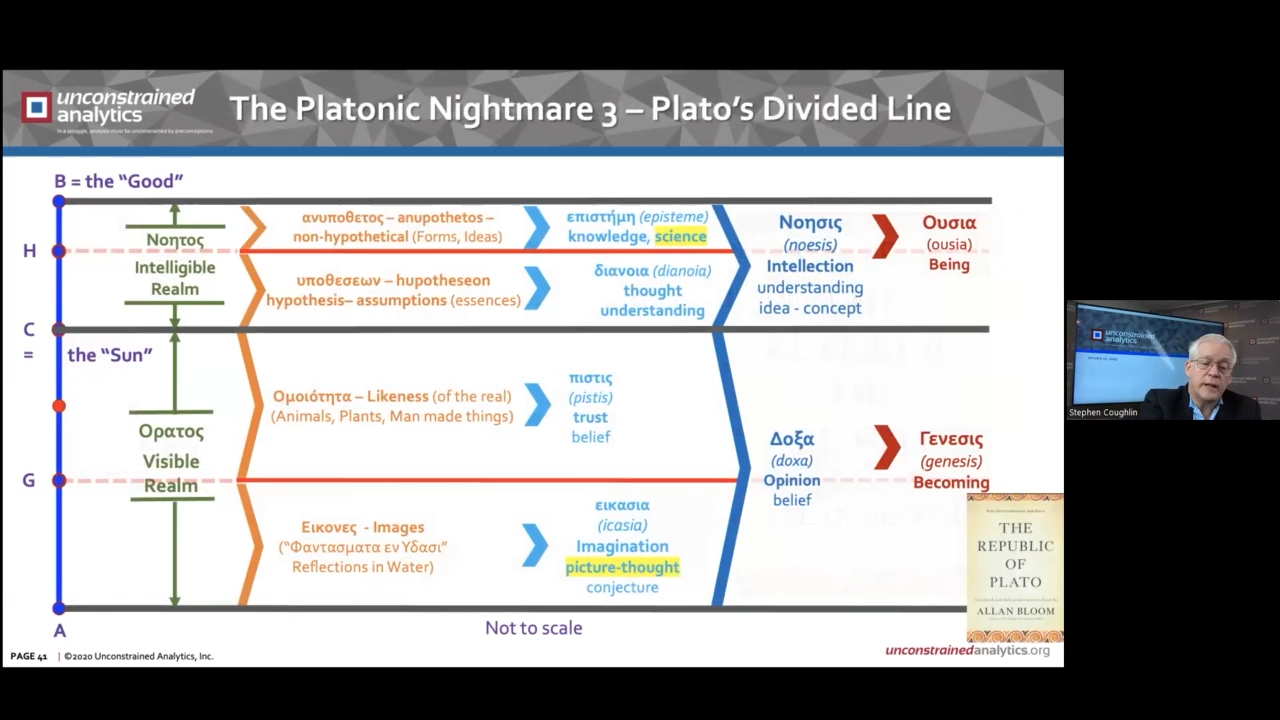 unconstrained
analytics
The Platonic Nightmare 3 – Plato's Divided Line
B = the “Good”
Νοητος
Intelligible
Realm
H
ανυποθετος – anupothetos –
non-hypothetical (Forms, Ideas)
επιστήμη (episteme)
knowledge, science
υποθεσεων – hupotheseon
hypothesis– assumptions (essences)
διανοια (dianoia)
thought
understanding
Νοησις
(noesis)
Intellection
understanding
idea - concept
Ουσια
(ousia)
Being
C
=
the “Sun”
Ορατος
Visible
Realm
Ομοιότητα – Likeness (of the real)
(Animals, Plants, Man made things)
πιστις
(pistis)
trust
belief
G
Εικονες - Images
(“Φαντασματα εν Υδασι”
Reflections in Water)
εικασια
(icasia)
Imagination
picture-thought
conjecture
Δοξα
(doxa)
Opinion
belief
Γενεσις
(genesis)
Becoming
A
Not to scale
THE
REPUBLIC
OF
PLATO
ALLAN BLOOM
PAGE 41 | ©2020 Unconstrained Analytics, Inc.
unconstrainedanalytics.org
Stephen Coughlin